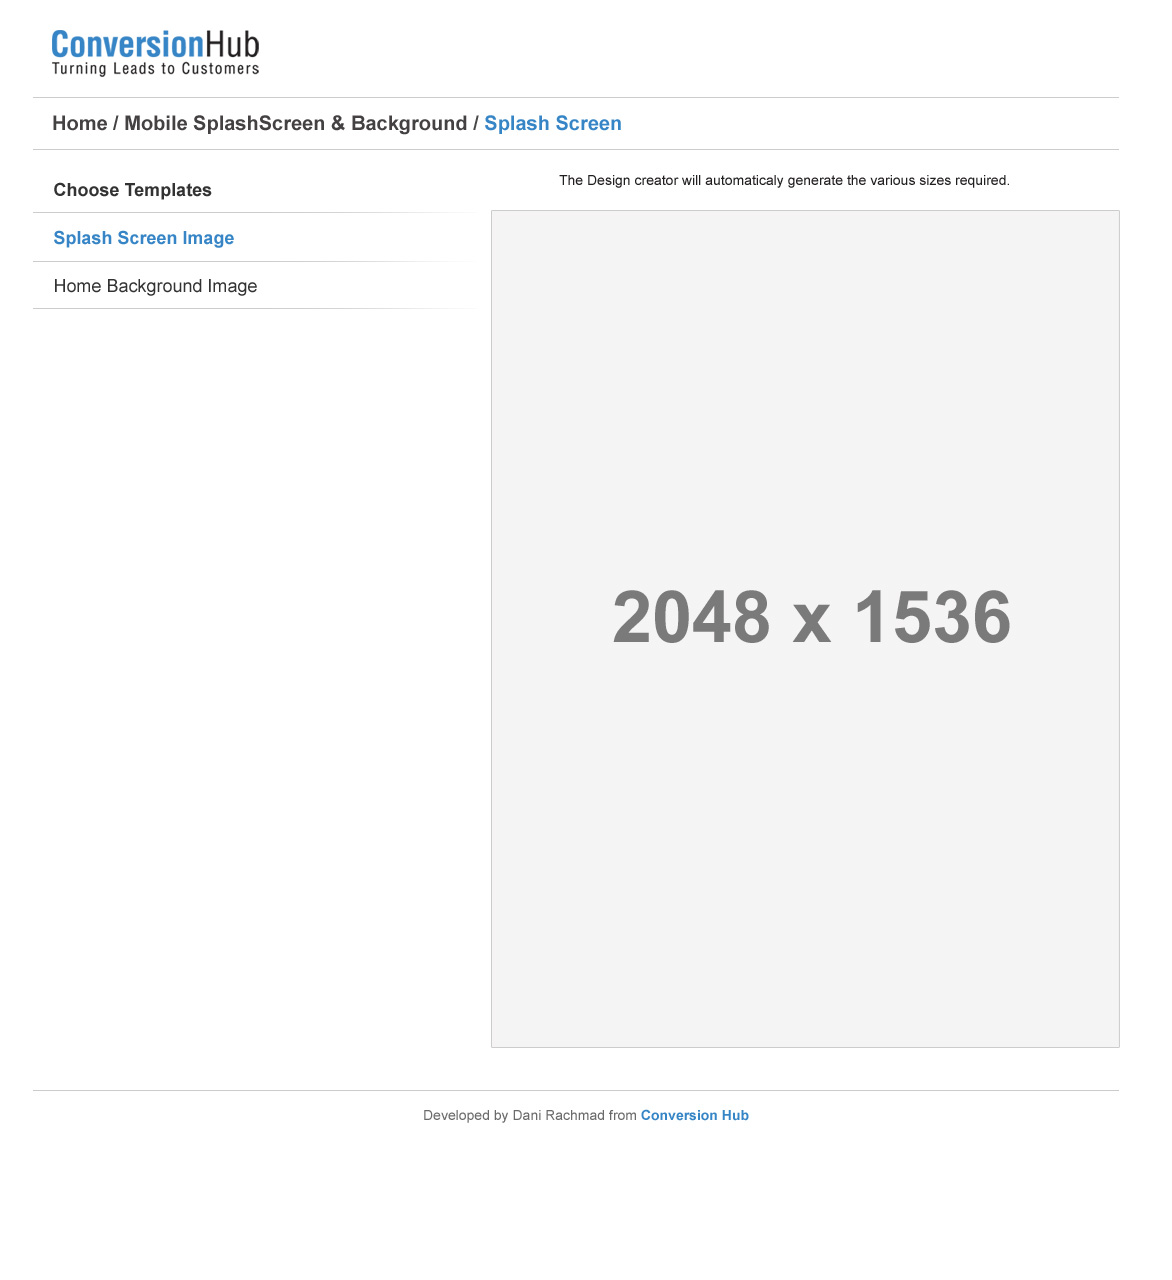 ConversionHub
Turning Leads to Customers
Home / Mobile SplashScreen & Background / Splash Screen
Choose Templates
Splash Screen Image
Home Background Image
The Design creator will automaticaly generate the various sizes required.
2048 x 1536
Developed by Dani Rachmad from Conversion Hub